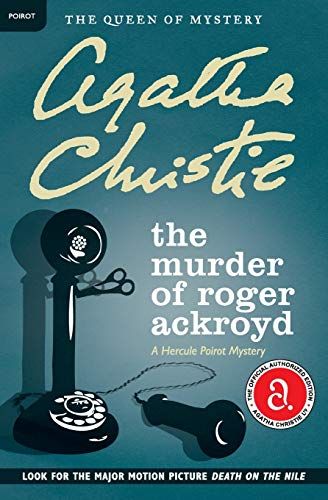 POIROT
THE QUEEN OF MYSTERY
Agatha
Christie
the
murder
of roger
ackroyd
A Hercule Poirot Mystery
THE OFFICIAL AUTHORIZED EDITION
a.
AGATHA CHRISTIE LTD
LOOK FOR THE MAJOR MOTION PICTURE DEATH ON THE NILE